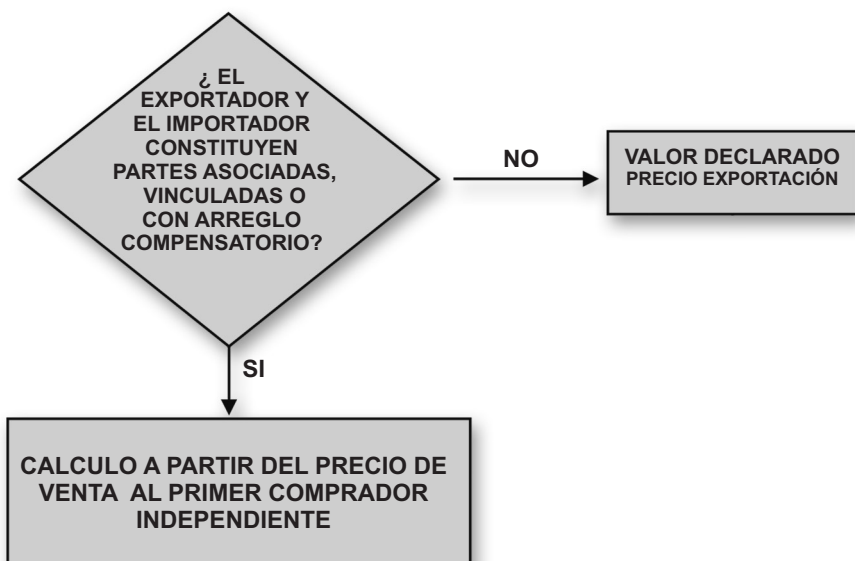 ¿ EL
EXPORTADOR Y
EL IMPORTADOR
CONSTITUYEN
PARTES ASOCIADAS,
VINCULADAS O
CON ARREGLO
COMPENSATORIO?
NO
VALOR DECLARADO
PRECIO EXPORTACIÓN
SI
CALCULO A PARTIR DEL PRECIO DE
VENTA AL PRIMER COMPRADOR
INDEPENDIENTE